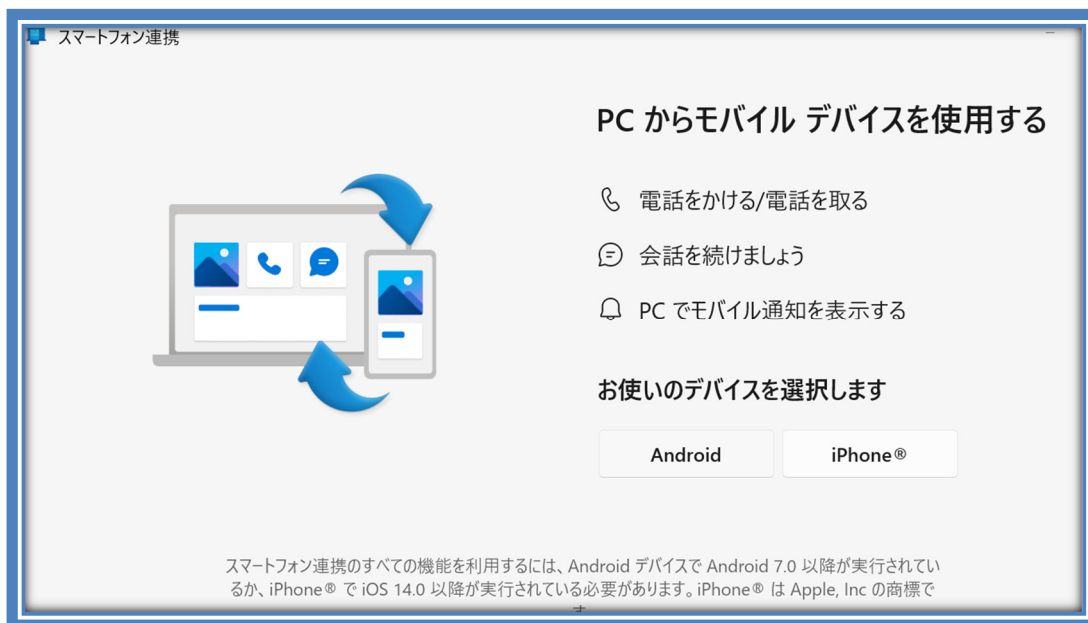 スマートフォン連携
PC からモバイル デバイスを使用する
電話をかける/電話を取る
会話を続けましょう
PC でモバイル通知を表示する
お使いのデバイスを選択します
Android
iPhone®
スマートフォン連携のすべての機能を利用するには、Android デバイスで Android 7.0 以降が実行されてい
るか、iPhone® で iOS 14.0 以降が実行されている必要があります。iPhone® は Apple, Inc の商標で